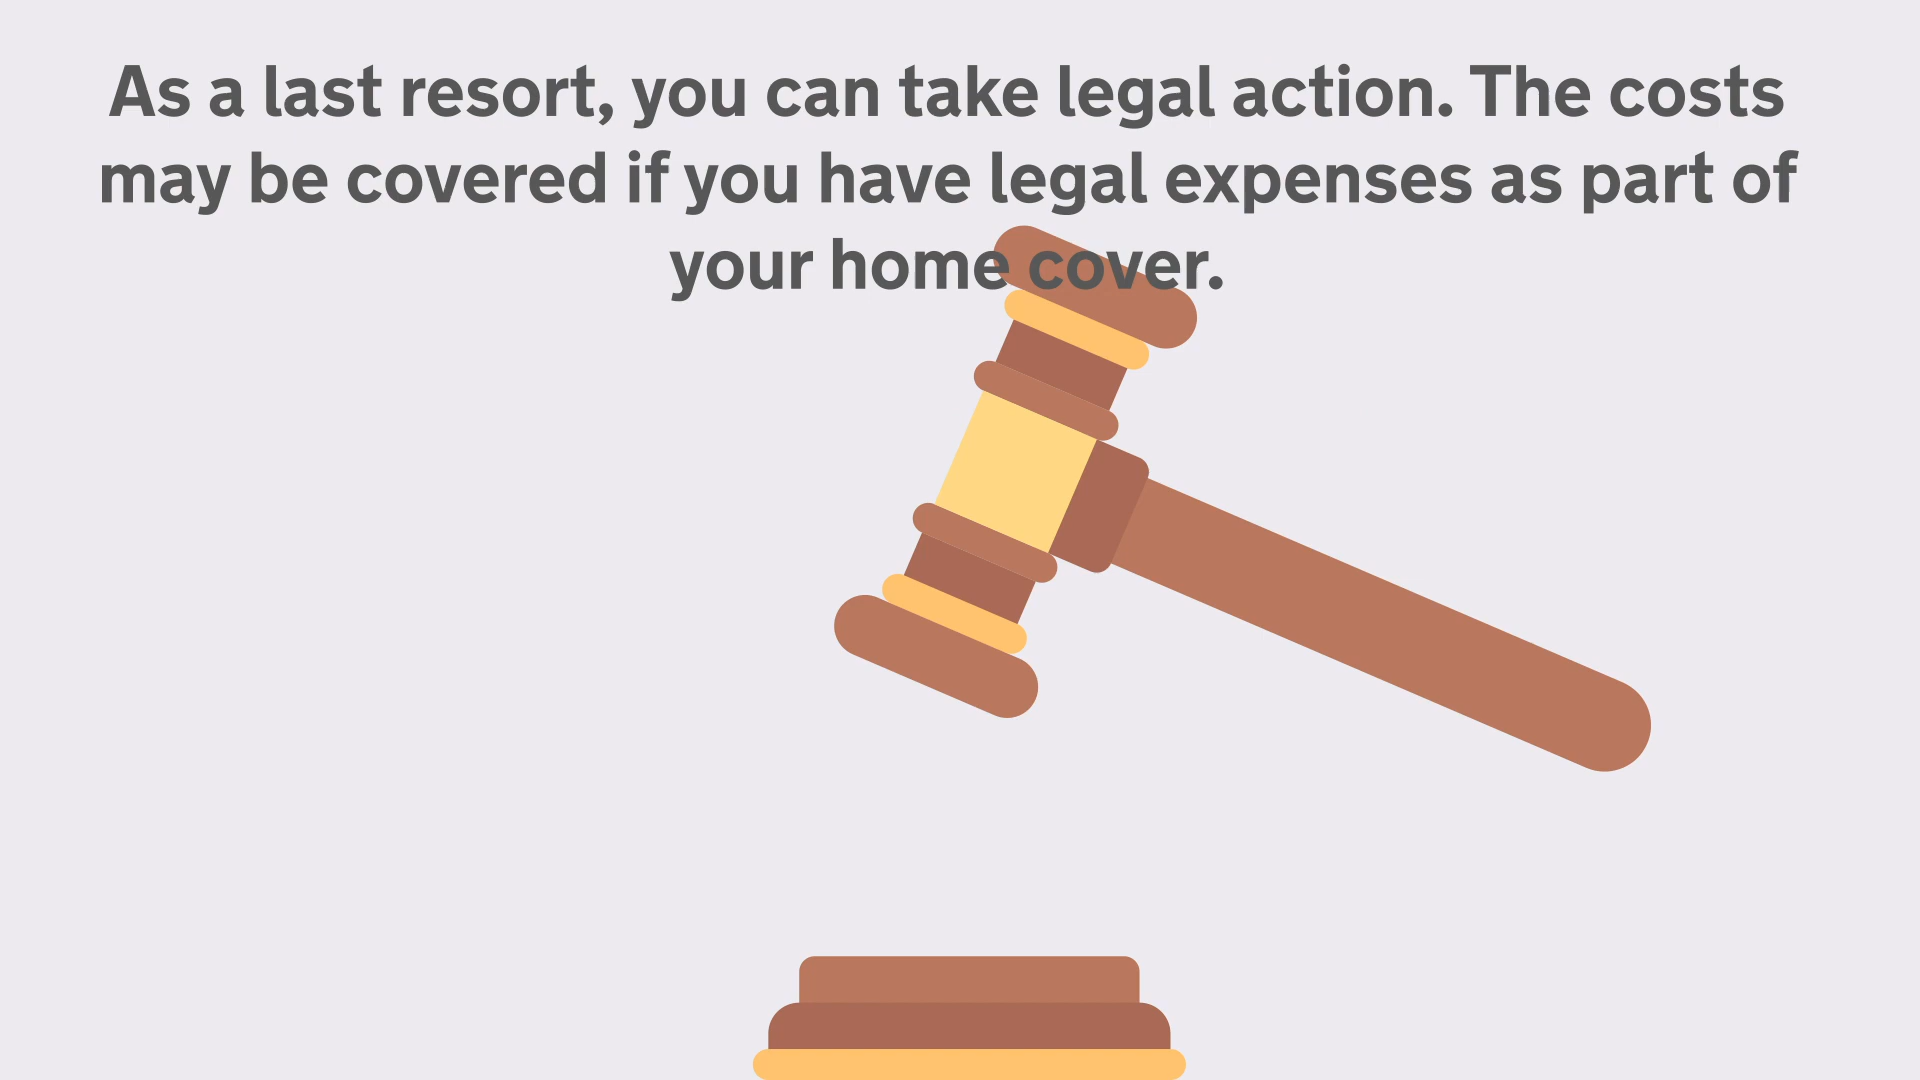 As a last resort, you can take legal action. The costs
may be covered if you have legal expenses as part of
your home cover.